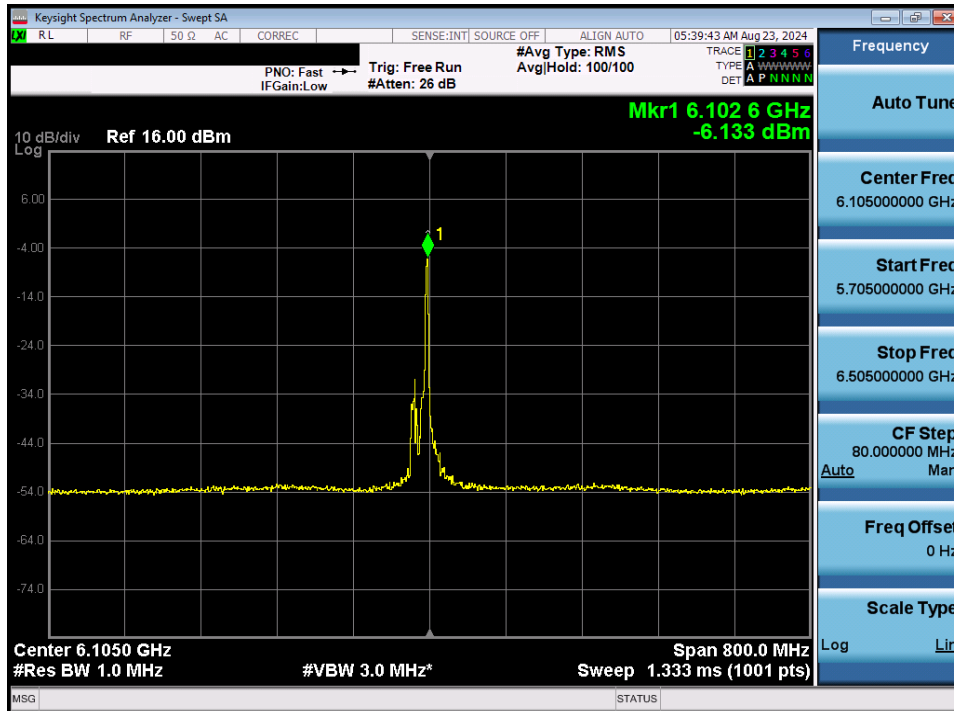 Keysight Spectrum Analyzer - Swept SA
LXI RL RF 50 Ω AC CORREC SENSE:INT SOURCE OFF ALIGN AUTO 05:39:43 AM Aug 23, 2024
PNO: Fast
IFGain:Low
Trig: Free Run
#Atten: 26 dB
#Avg Type: RMS
Avg|Hold: 100/100
TRACE 1 2 3 4 5 6
TYPE A WWWWW
DET A P N N N N
Mkr1 6.102 6 GHz
-6.133 dBm
10 dB/div Ref 16.00 dBm
Log
1
6.00
-4.00
-14.0
-24.0
-34.0
-44.0
-54.0
-64.0
-74.0
Center 6.1050 GHz Span 800.0 MHz
#Res BW 1.0 MHz #VBW 3.0 MHz* Sweep 1.333 ms (1001 pts)
MSG STATUS
Frequency
Auto Tune
Center Freq
6.105000000 GHz
Start Freq
5.705000000 GHz
Stop Freq
6.505000000 GHz
CF Step
80.000000 MHz
Auto Man
Freq Offset
0 Hz
Scale Type
Log Lin